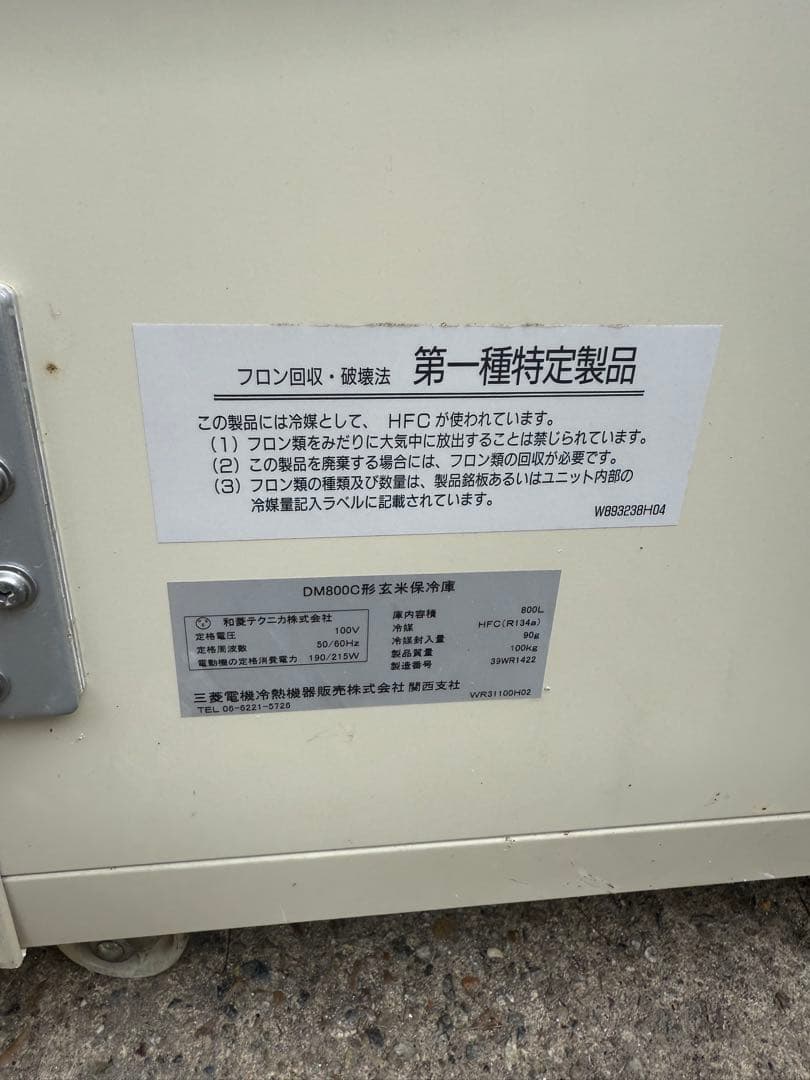 フロン回収・破壊法 第一種特定製品
この製品には冷媒として、 HFCが使われています。
(1) フロン類をみだりに大気中に放出することは禁じられています。
(2) この製品を廃棄する場合には、フロン類の回収が必要です。
(3) フロン類の種類及び数量は、製品銘板あるいはユニット内部の
冷媒量記入ラベルに記載されています。
W893238H04
DM800C形玄米保冷庫
和菱テクニカ株式会社
定格電圧 100V
定格周波数 50/60Hz
電動機の定格消費電力 190/215W
庫内容積 800L
冷媒 HFC(R134a)
冷媒封入量 90g
製品質量 100kg
製造番号 39WR1422
三菱電機冷熱機器販売株式会社 関西支社
TEL 06-6221-5726
WR31100H02